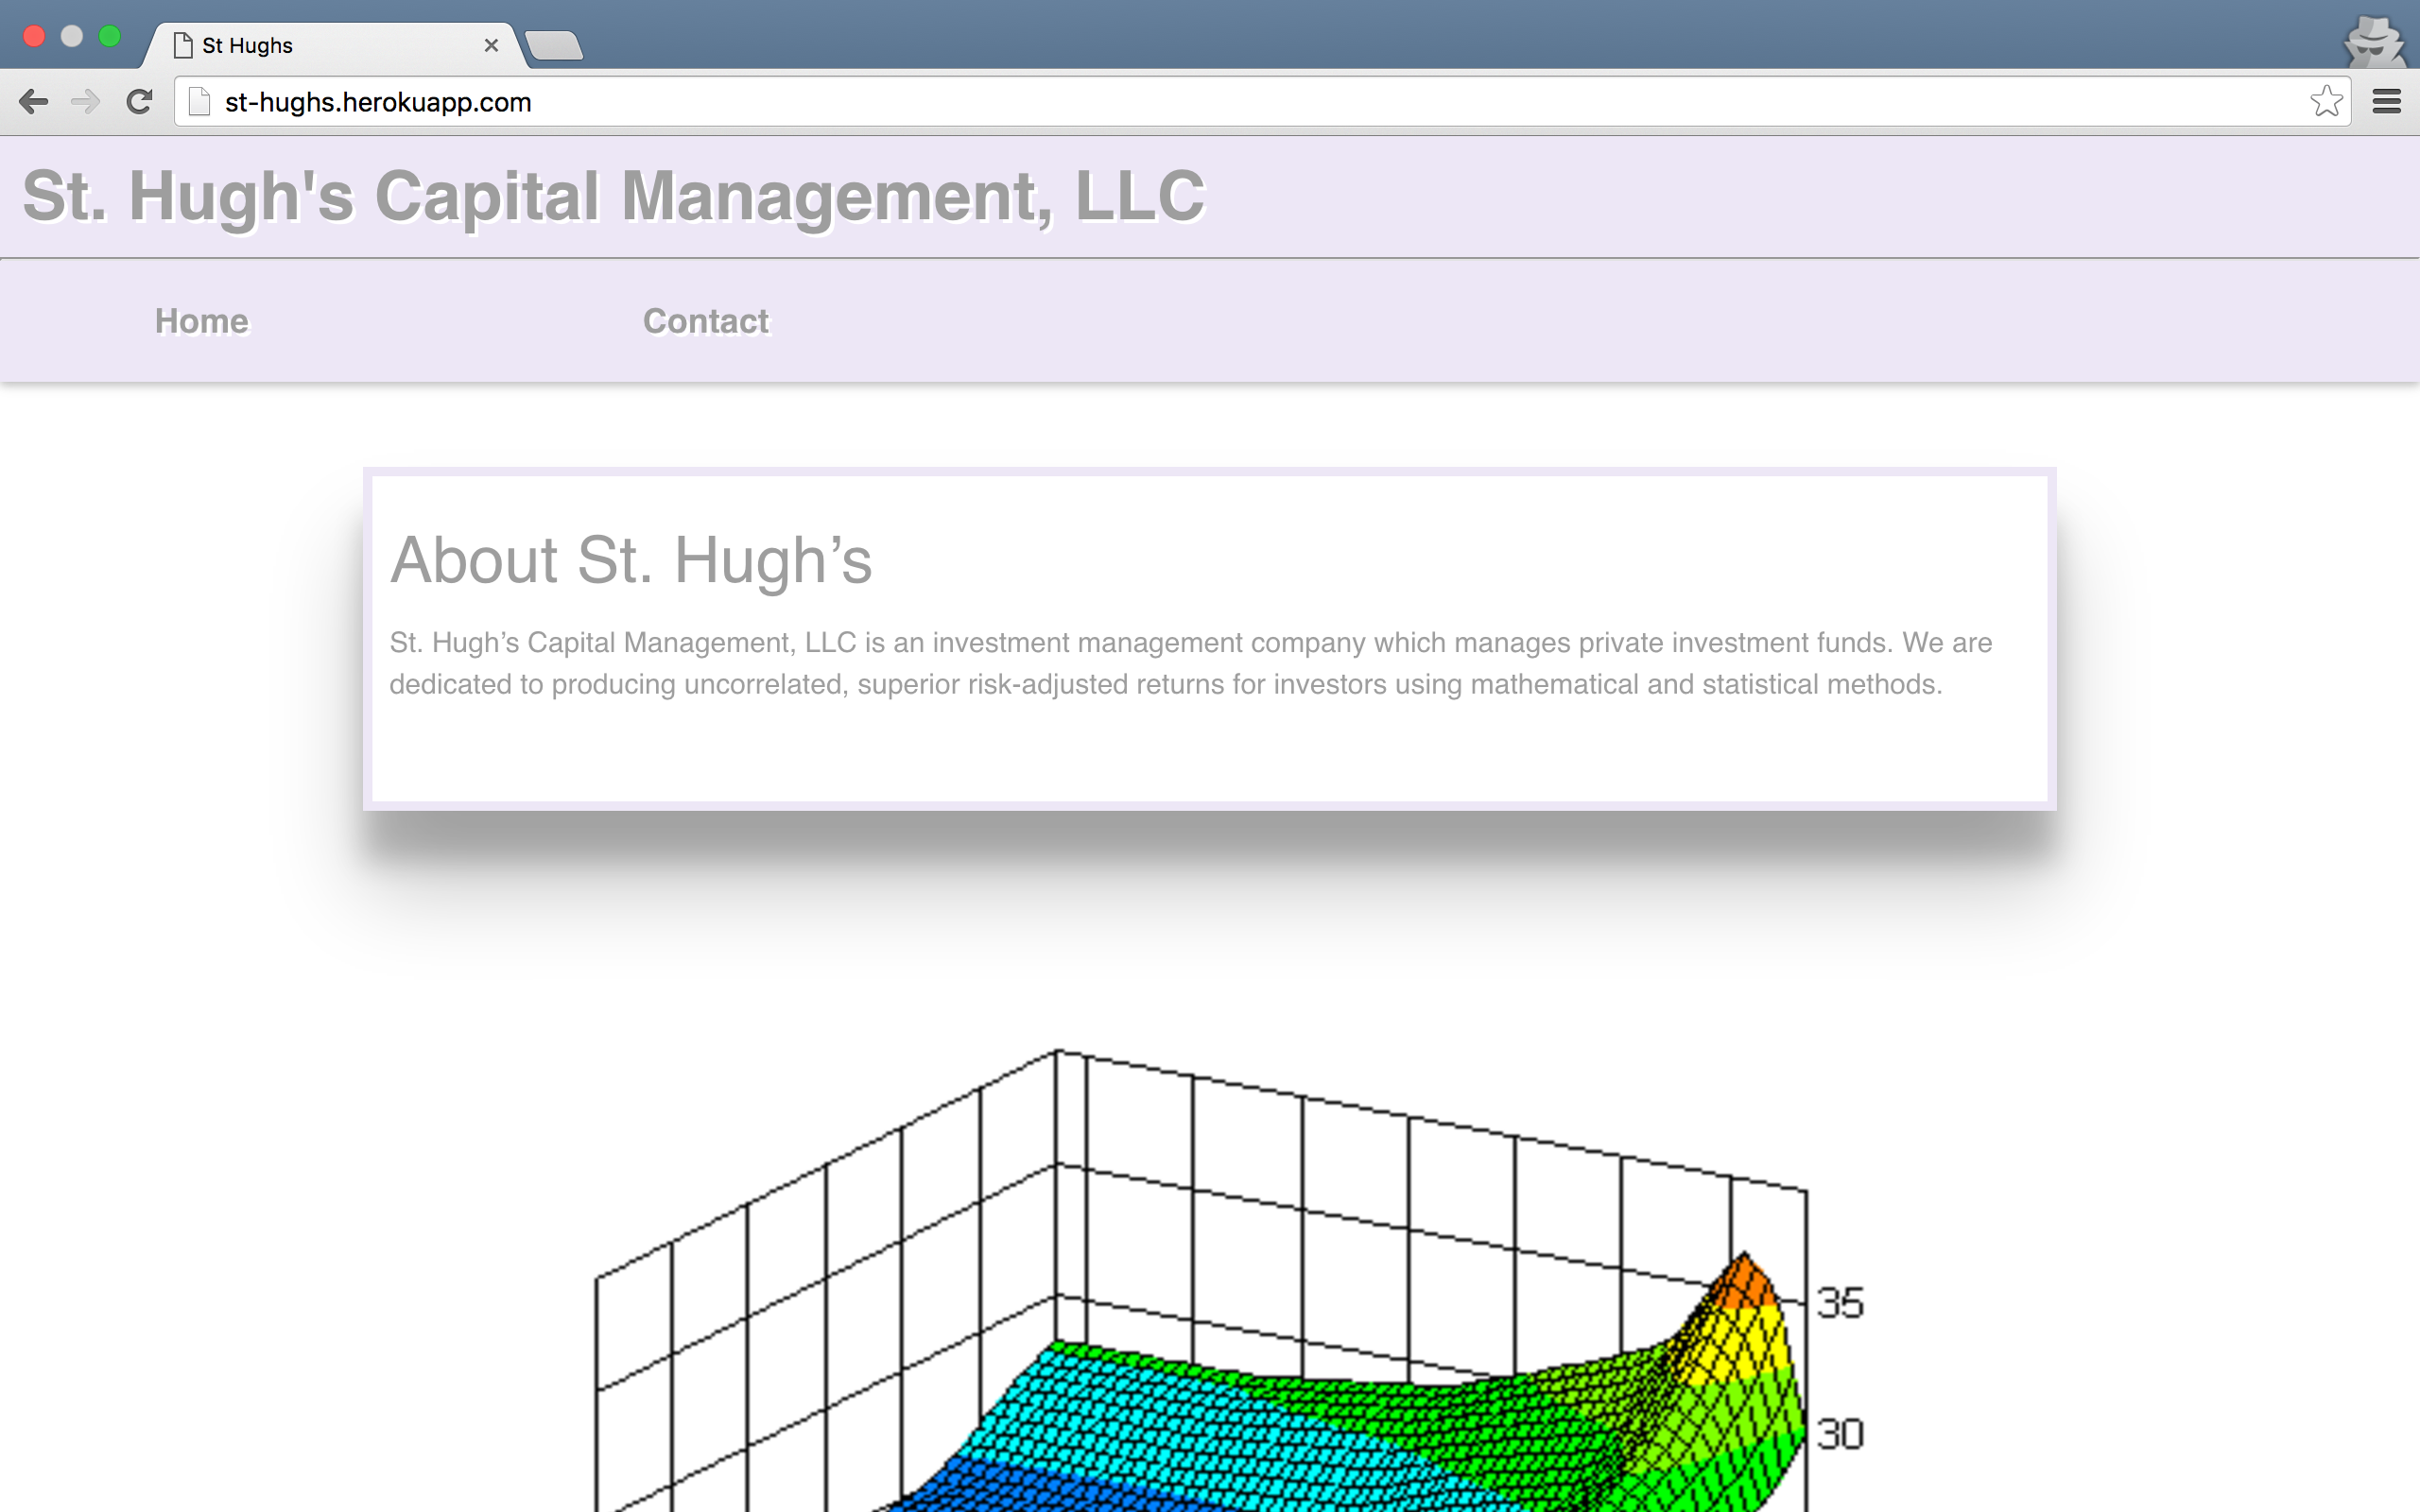 St Hughs
st-hughs.herokuapp.com
St. Hugh's Capital Management, LLC
Home Contact
About St. Hugh’s
St. Hugh’s Capital Management, LLC is an investment management company which manages private investment funds. We are
dedicated to producing uncorrelated, superior risk-adjusted returns for investors using mathematical and statistical methods.
35
30